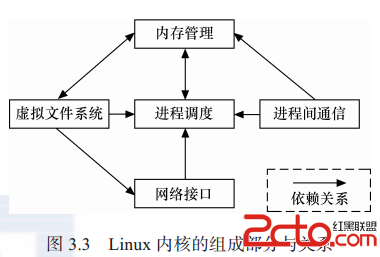 内存管理
虚拟文件系统
进程调度
进程间通信
网络接口
依赖关系
图 3.3 Linux 内核的组成部分与关系
2cto.com
红黑联盟